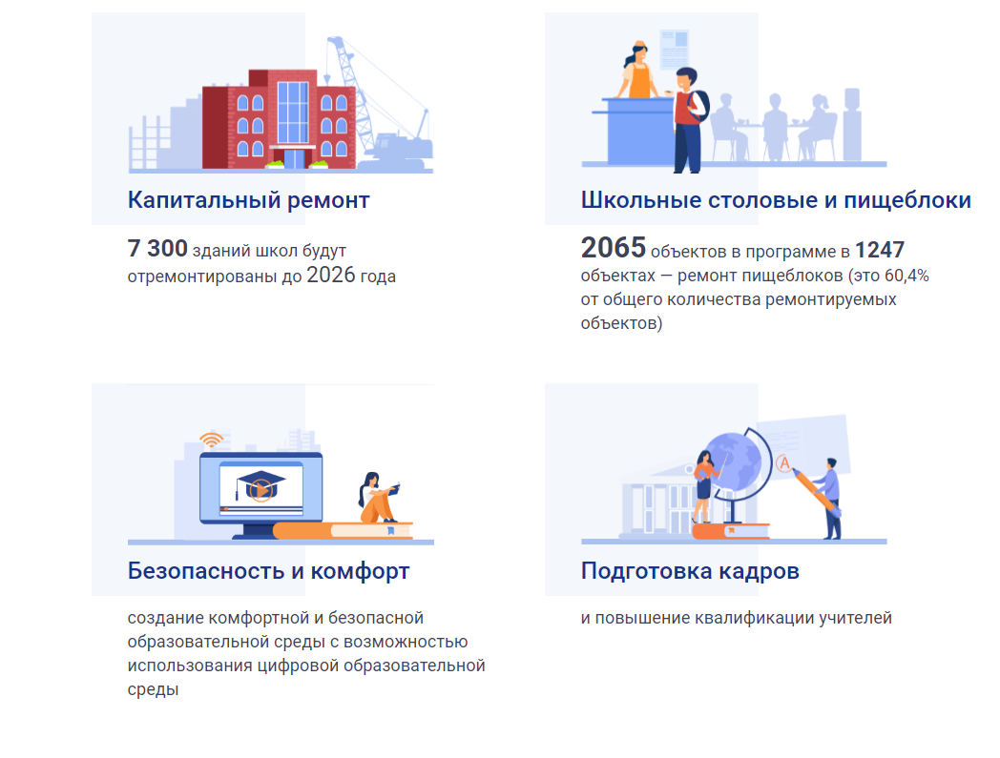 Капитальный ремонт
7 300 зданий школ будут
отремонтированы до 2026 года
Школьные столовые и пищеблоки
2065 объектов в программе в 1247
объектах — ремонт пищеблоков (это 60,4%
от общего количества ремонтируемых
объектов)
Безопасность и комфорт
создание комфортной и безопасной
образовательной среды с возможностью
использования цифровой образовательной
среды
A
Подготовка кадров
и повышение квалификации учителей